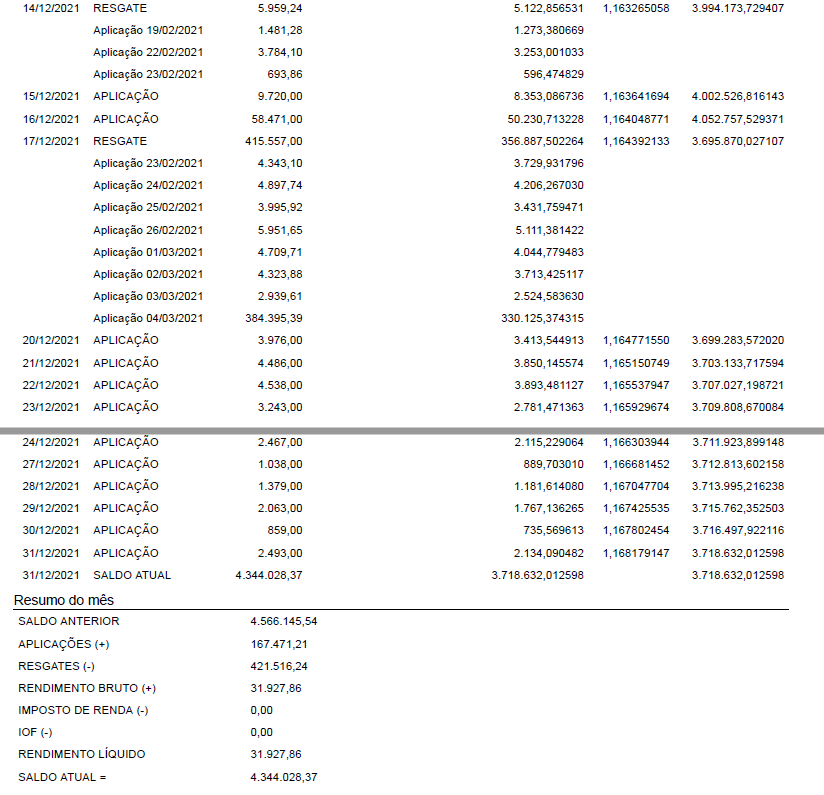 14/12/2021 RESGATE 5.959,24 5.122,856531 1,163265058 3.994.173,729407
Aplicação 19/02/2021 1.481,28 1.273,380669
Aplicação 22/02/2021 3.784,10 3.253,001033
Aplicação 23/02/2021 693,86 596,474829
15/12/2021 APLICAÇÃO 9.720,00 8.353,086736 1,163641694 4.002.526,816143
16/12/2021 APLICAÇÃO 58.471,00 50.230,713228 1,164048771 4.052.757,529371
17/12/2021 RESGATE 415.557,00 356.887,502264 1,164392133 3.695.870,027107
Aplicação 23/02/2021 4.343,10 3.729,931796
Aplicação 24/02/2021 4.897,74 4.206,267030
Aplicação 25/02/2021 3.995,92 3.431,759471
Aplicação 26/02/2021 5.951,65 5.111,381422
Aplicação 01/03/2021 4.709,71 4.044,779483
Aplicação 02/03/2021 4.323,88 3.713,425117
Aplicação 03/03/2021 2.939,61 2.524,583630
Aplicação 04/03/2021 384.395,39 330.125,374315
20/12/2021 APLICAÇÃO 3.976,00 3.413,544913 1,164771550 3.699.283,572020
21/12/2021 APLICAÇÃO 4.486,00 3.850,145574 1,165150749 3.703.133,717594
22/12/2021 APLICAÇÃO 4.538,00 3.893,481127 1,165537947 3.707.027,198721
23/12/2021 APLICAÇÃO 3.243,00 2.781,471363 1,165929674 3.709.808,670084
24/12/2021 APLICAÇÃO 2.467,00 2.115,229064 1,166303944 3.711.923,899148
27/12/2021 APLICAÇÃO 1.038,00 889,703010 1,166681452 3.712.813,602158
28/12/2021 APLICAÇÃO 1.379,00 1.181,614080 1,167047704 3.713.995,216238
29/12/2021 APLICAÇÃO 2.063,00 1.767,136265 1,167425535 3.715.762,352503
30/12/2021 APLICAÇÃO 859,00 735,569613 1,167802454 3.716.497,922116
31/12/2021 APLICAÇÃO 2.493,00 2.134,090482 1,168179147 3.718.632,012598
31/12/2021 SALDO ATUAL 4.344.028,37 3.718.632,012598 3.718.632,012598
Resumo do mês
SALDO ANTERIOR 4.566.145,54
APLICAÇÕES (+) 167.471,21
RESGATES (-) 421.516,24
RENDIMENTO BRUTO (+) 31.927,86
IMPOSTO DE RENDA (-) 0,00
IOF (-) 0,00
RENDIMENTO LÍQUIDO 31.927,86
SALDO ATUAL = 4.344.028,37